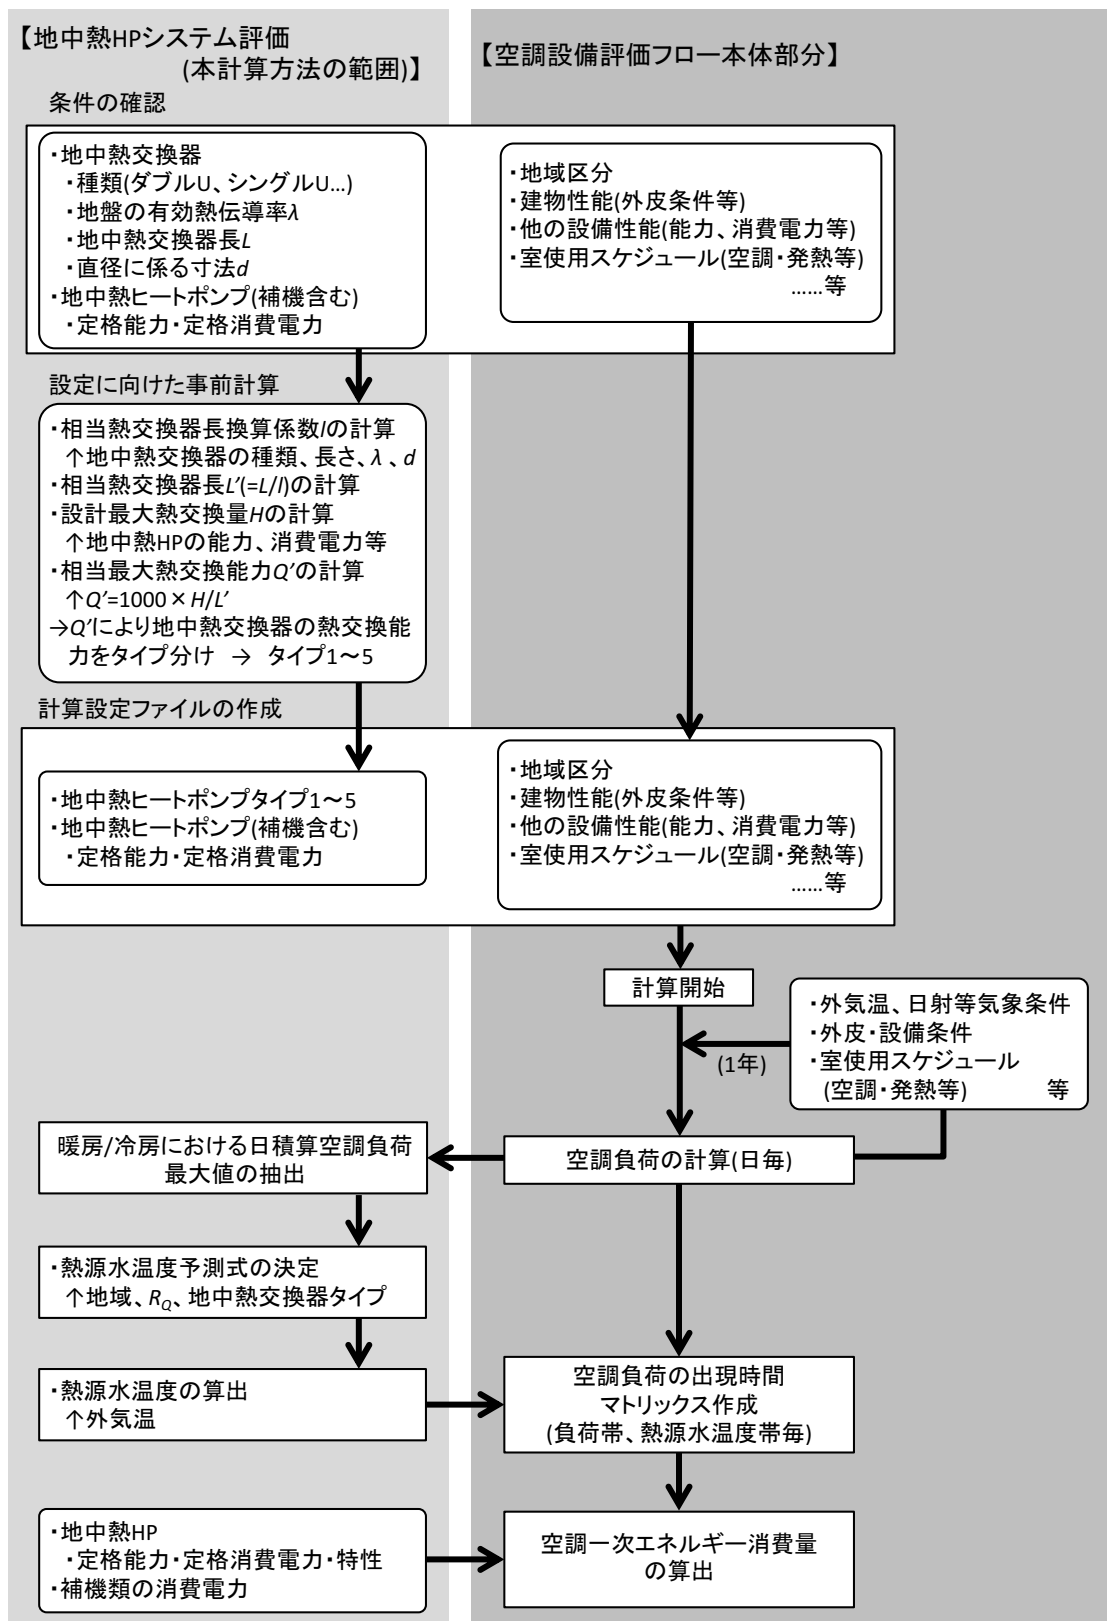 【地中熱HPシステム評価
(本計算方法の範囲)】
【空調設備評価フロー本体部分】
条件の確認
・地中熱交換器
・種類(ダブルU、シングルU…)
・地盤の有効熱伝導率λ
・地中熱交換器長L
・直径に係る寸法d
・地中熱ヒートポンプ(補機含む)
・定格能力・定格消費電力
・地域区分
・建物性能(外皮条件等)
・他の設備性能(能力、消費電力等)
・室使用スケジュール(空調・発熱等)
……等
設定に向けた事前計算
・相当熱交換器長換算係数lの計算
↑地中熱交換器の種類、長さ、λ 、d
・相当熱交換器長L'(=L/l)の計算
・設計最大熱交換量Hの計算
↑地中熱HPの能力、消費電力等
・相当最大熱交換能力Q'の計算
↑Q'=1000×H/L'
→Q'により地中熱交換器の熱交換能
力をタイプ分け → タイプ1～5
計算設定ファイルの作成
・地中熱ヒートポンプタイプ1～5
・地中熱ヒートポンプ(補機含む)
・定格能力・定格消費電力
・地域区分
・建物性能(外皮条件等)
・他の設備性能(能力、消費電力等)
・室使用スケジュール(空調・発熱等)
……等
計算開始
・外気温、日射等気象条件
・外皮・設備条件
・室使用スケジュール
(空調・発熱等) 等
(1年)
暖房/冷房における日積算空調負荷
最大値の抽出
空調負荷の計算(日毎)
・熱源水温度予測式の決定
↑地域、RQ、地中熱交換器タイプ
・熱源水温度の算出
↑外気温
空調負荷の出現時間
マトリックス作成
(負荷帯、熱源水温度帯毎)
・地中熱HP
・定格能力・定格消費電力・特性
・補機類の消費電力
空調一次エネルギー消費量
の算出